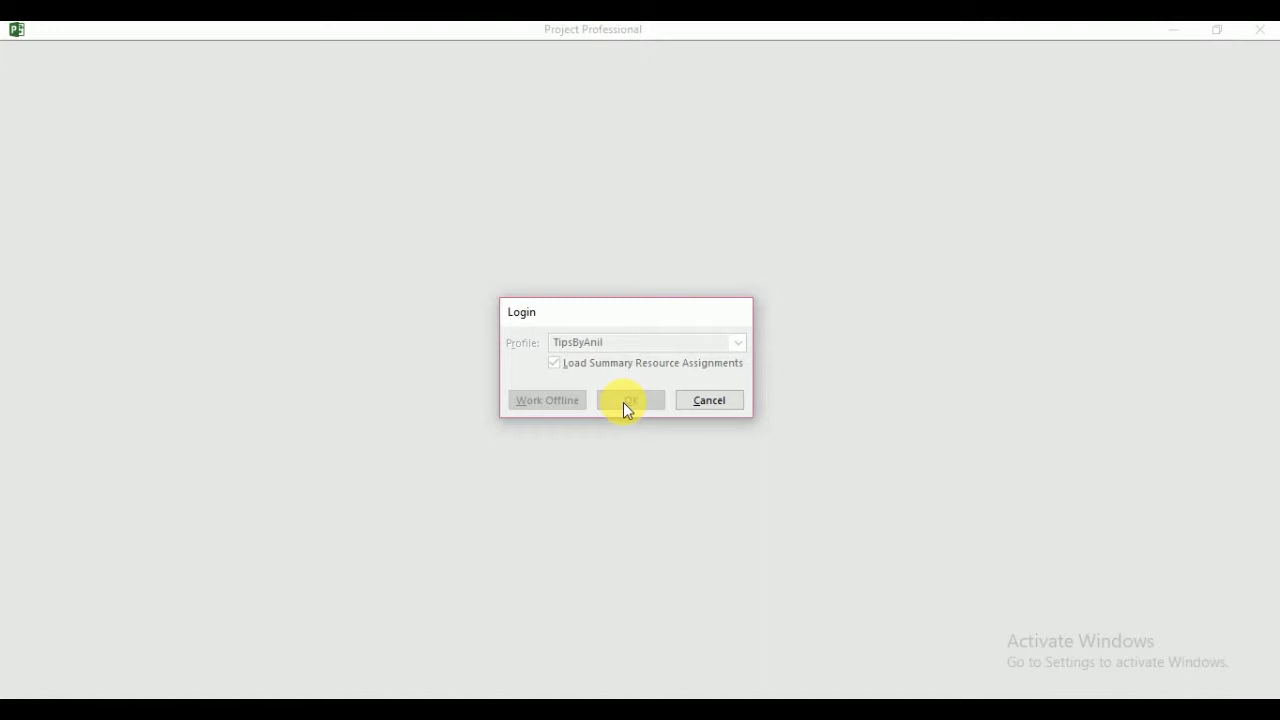 Project Professional
Login
Profile: TipsByAnil
Load Summary Resource Assignments
Work Offline OK Cancel
Activate Windows
Go to Settings to activate Windows.